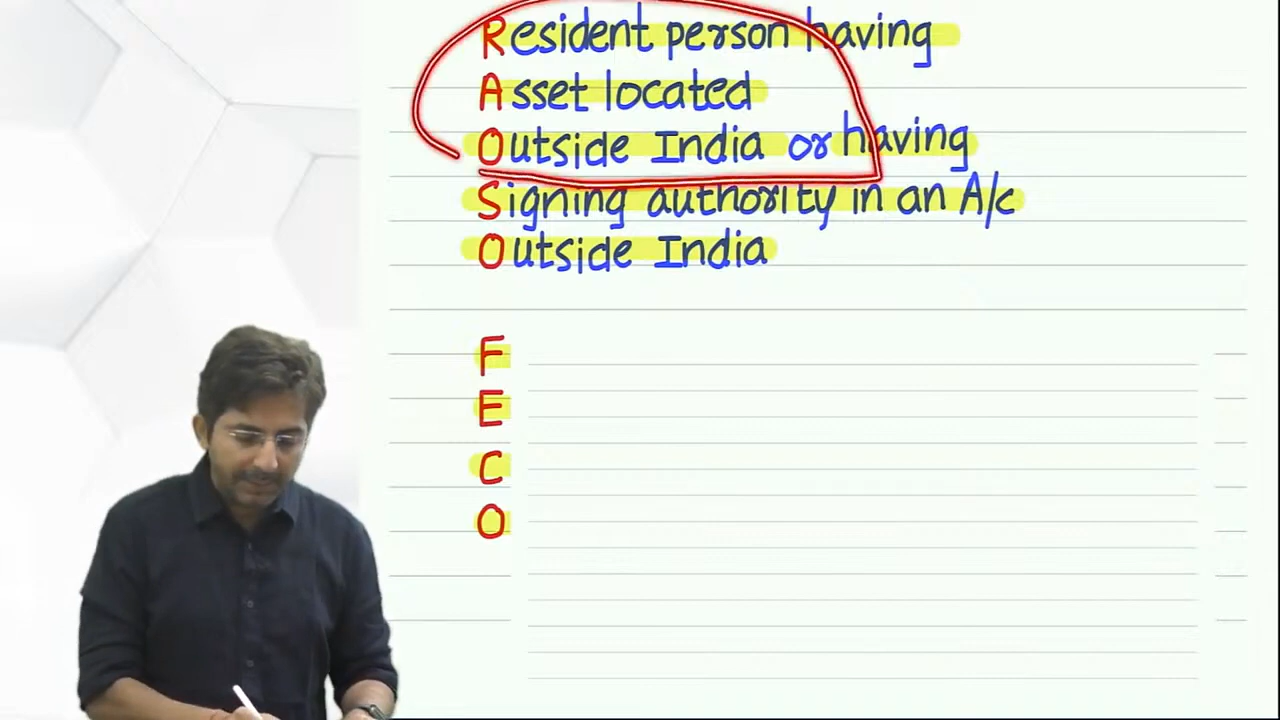 Resident person having
Asset located
Outside India or having
Signing authority in an A/c
Outside India
F
E
C
O